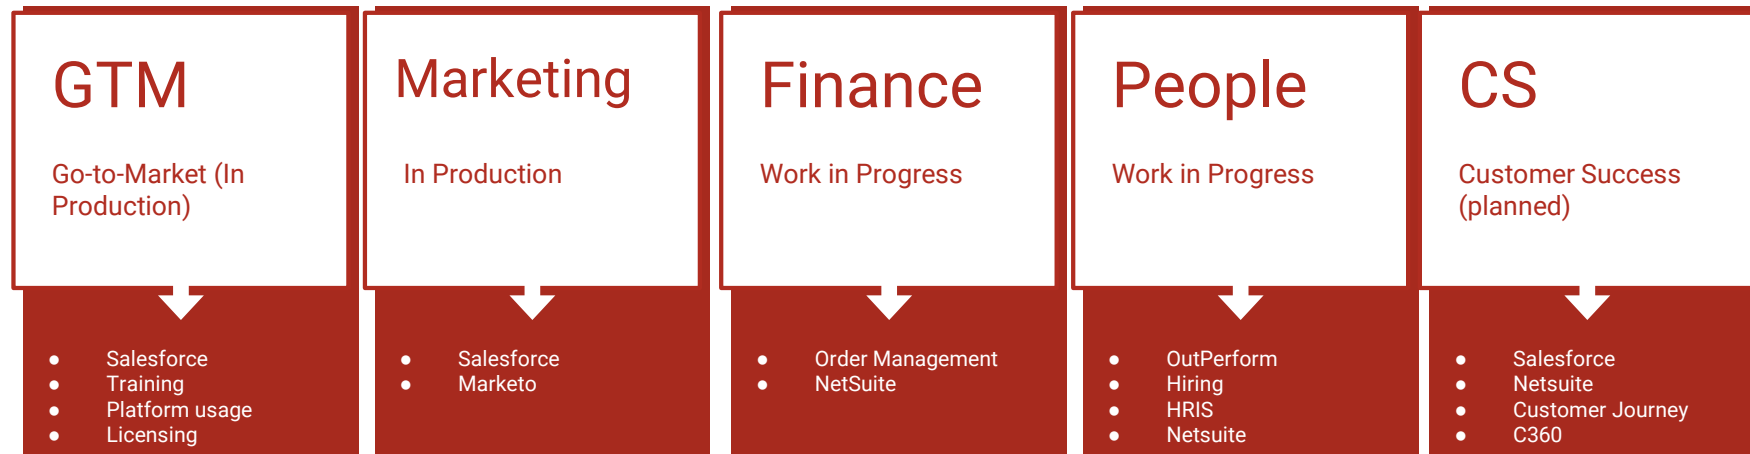 GTM
Go-to-Market (In
Production)
● Salesforce
● Training
● Platform usage
● Licensing
Marketing
In Production
● Salesforce
● Marketo
Finance
Work in Progress
● Order Management
● NetSuite
People
Work in Progress
● OutPerform
● Hiring
● HRIS
● Netsuite
CS
Customer Success
(planned)
● Salesforce
● Netsuite
● Customer Journey
● C360